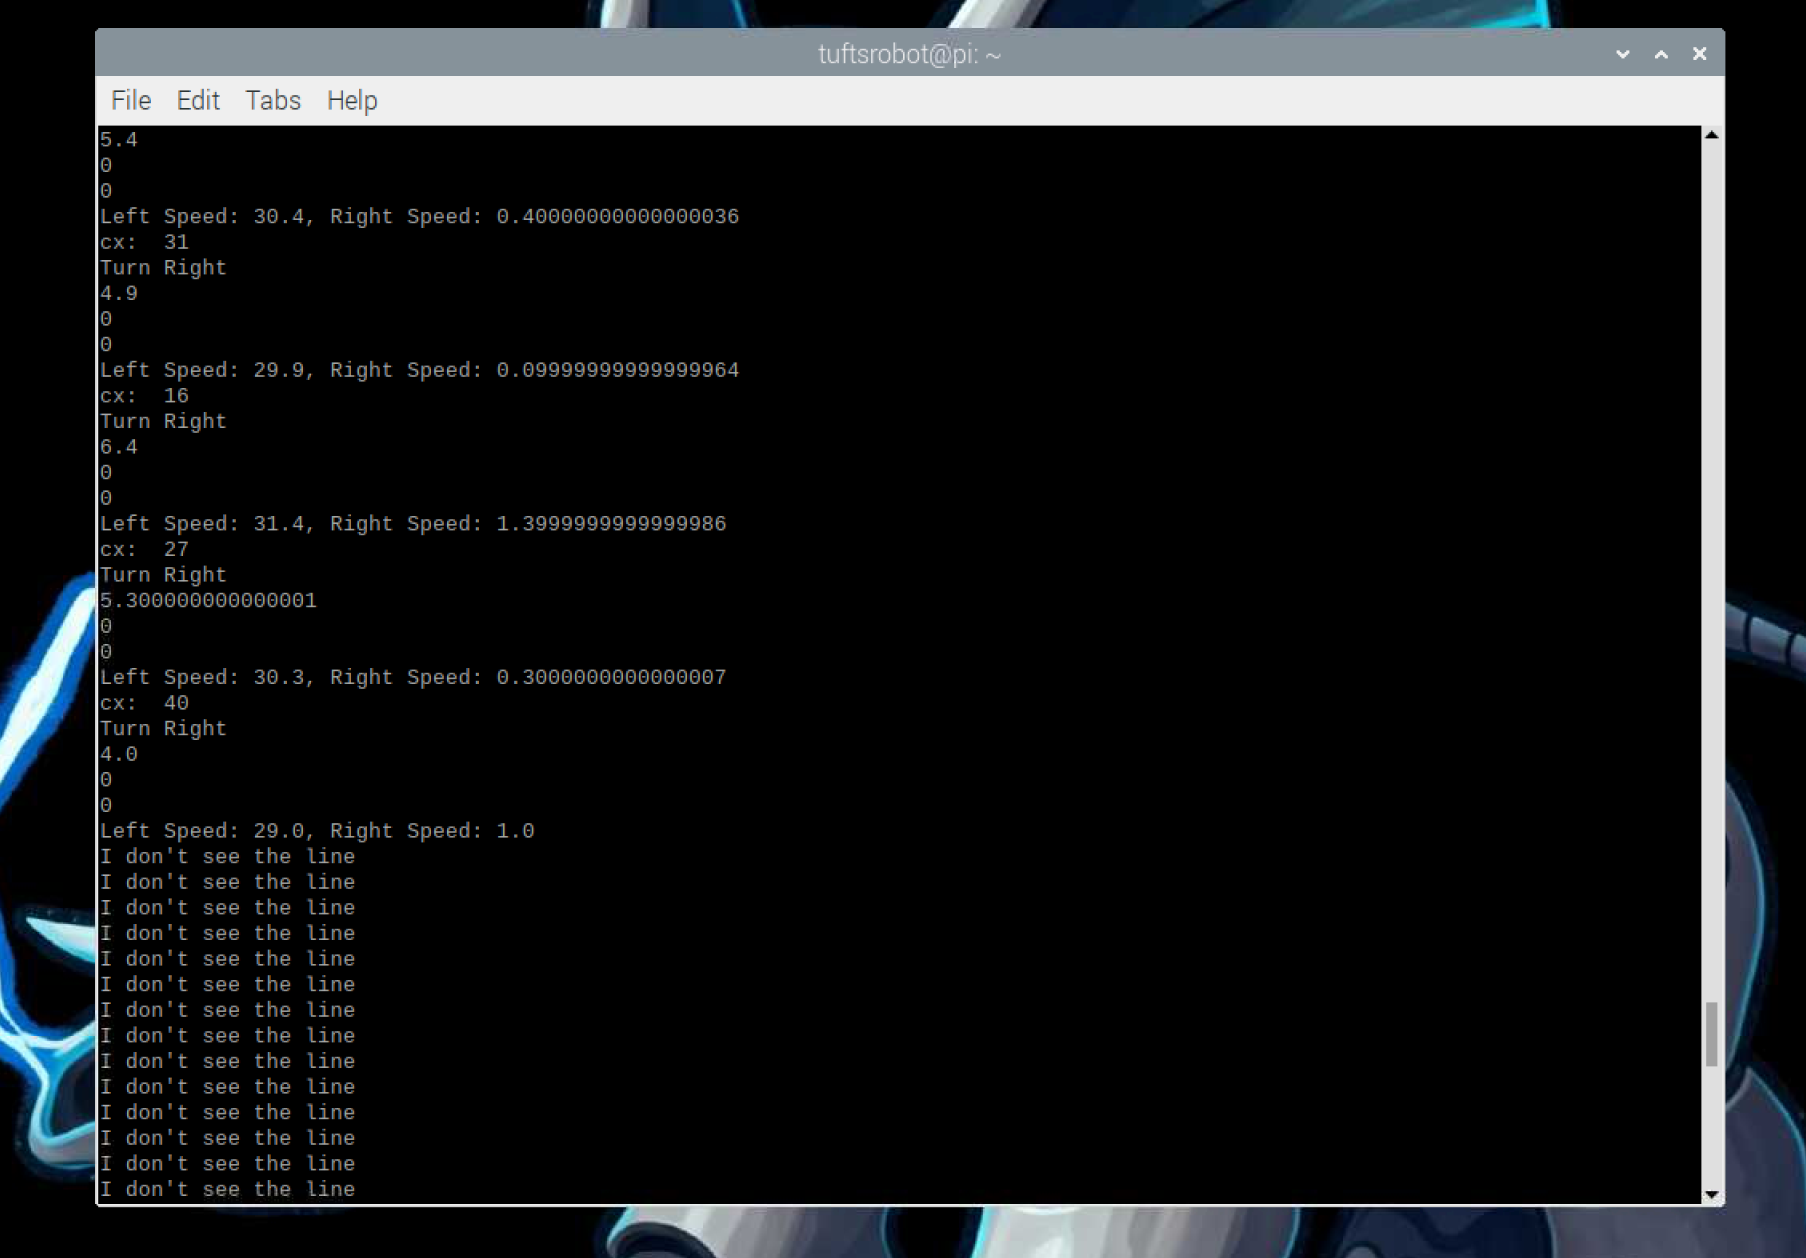 tuftsrobot@pi: ~
File Edit Tabs Help
5.4
0
0
Left Speed: 30.4, Right Speed: 0.40000000000000036
cx:  31
Turn Right
4.9
0
0
Left Speed: 29.9, Right Speed: 0.09999999999999964
cx:  16
Turn Right
6.4
0
0
Left Speed: 31.4, Right Speed: 1.3999999999999986
cx:  27
Turn Right
5.300000000000001
0
0
Left Speed: 30.3, Right Speed: 0.3000000000000007
cx:  40
Turn Right
4.0
0
0
Left Speed: 29.0, Right Speed: 1.0
I don't see the line
I don't see the line
I don't see the line
I don't see the line
I don't see the line
I don't see the line
I don't see the line
I don't see the line
I don't see the line
I don't see the line
I don't see the line
I don't see the line
I don't see the line
I don't see the line